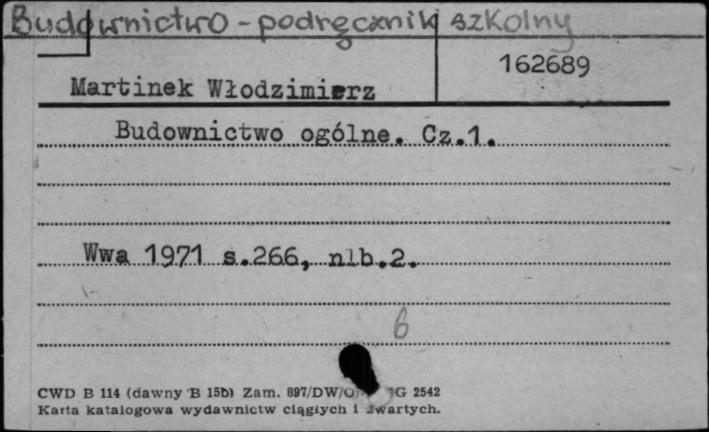 Budownictwo - podręcznik szkolny
162689
Martinek Włodzimierz
Budownictwo ogólne. Cz.1.
Wwa 1971 s.266, nlb.2.
6
CWD B 114 (dawny B 15b) Zam. 897/DW/ G 2542
Karta katalogowa wydawnictw ciągłych i zwartych.